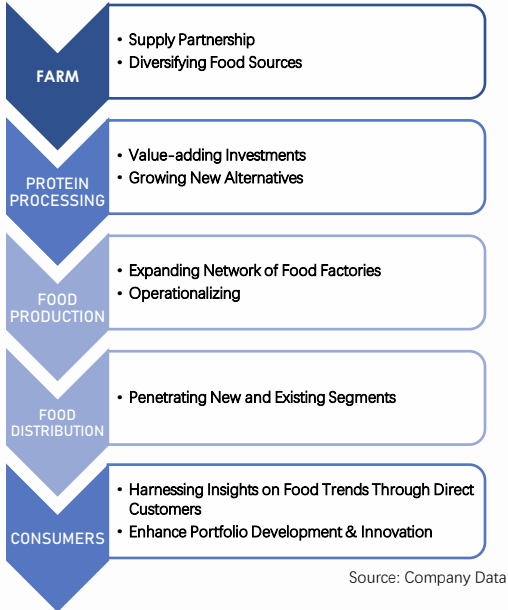 FARM
• Supply Partnership
• Diversifying Food Sources
PROTEIN
PROCESSING
• Value-adding Investments
• Growing New Alternatives
FOOD
PRODUCTION
• Expanding Network of Food Factories
• Operationalizing
FOOD
DISTRIBUTION
• Penetrating New and Existing Segments
CONSUMERS
• Harnessing Insights on Food Trends Through Direct
Customers
• Enhance Portfolio Development & Innovation
Source: Company Data